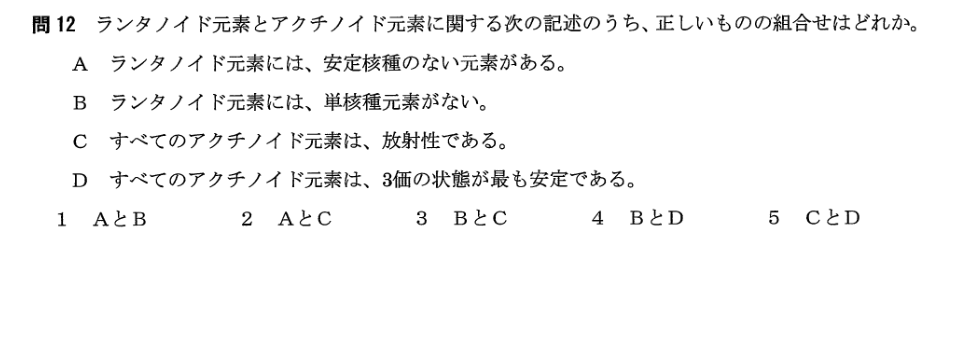 問 12 ランタノイド元素とアクチノイド元素に関する次の記述のうち、正しいものの組合せはどれか。
A ランタノイド元素には、安定核種のない元素がある。
B ランタノイド元素には、単核種元素がない。
C すべてのアクチノイド元素は、放射性である。
D すべてのアクチノイド元素は、3価の状態が最も安定である。
1 AとB 2 AとC 3 BとC 4 BとD 5 CとD